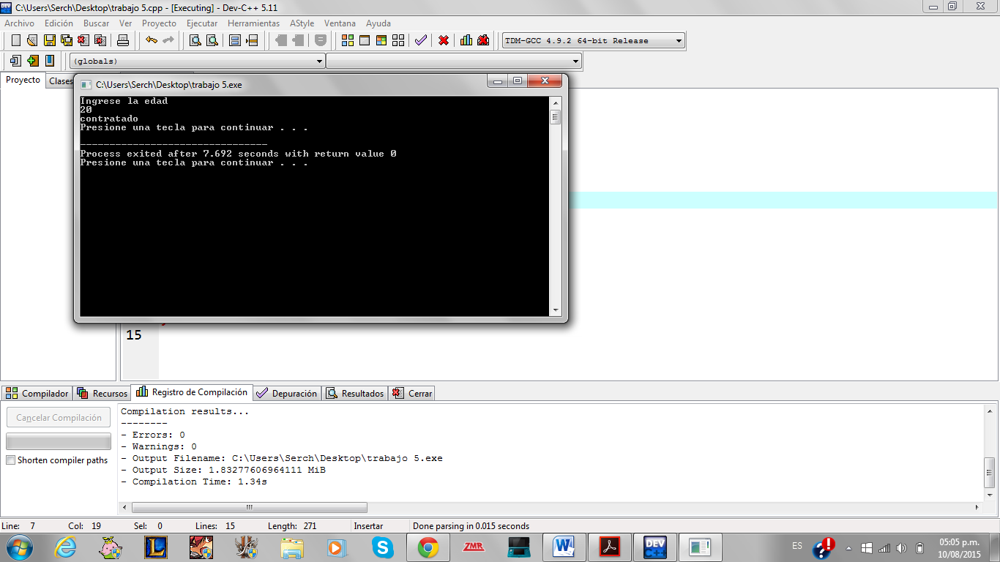 C:\Users\Serch\Desktop\trabajo 5.cpp - [Executing] - Dev-C++ 5.11
Archivo Edición Buscar Ver Proyecto Ejecutar Herramientas AStyle Ventana Ayuda
TDM-GCC 4.9.2 64-bit Release
(globals)
Proyecto Clases
C:\Users\Serch\Desktop\trabajo 5.exe
Ingrese la edad
20
contratado
Presione una tecla para continuar . . .
--------------------------------
Process exited after 7.692 seconds with return value 0
Presione una tecla para continuar . . .
15
Compilador Recursos Registro de Compilación Depuración Resultados Cerrar
Cancelar Compilación
Shorten compiler paths
Compilation results...
--------
- Errors: 0
- Warnings: 0
- Output Filename: C:\Users\Serch\Desktop\trabajo 5.exe
- Output Size: 1.83277606964111 MiB
- Compilation Time: 1.34s
Line: 7 Col: 19 Sel: 0 Lines: 15 Length: 271 Insertar Done parsing in 0.015 seconds
ZMR
DEV C++
ES
05:05 p.m.
10/08/2015